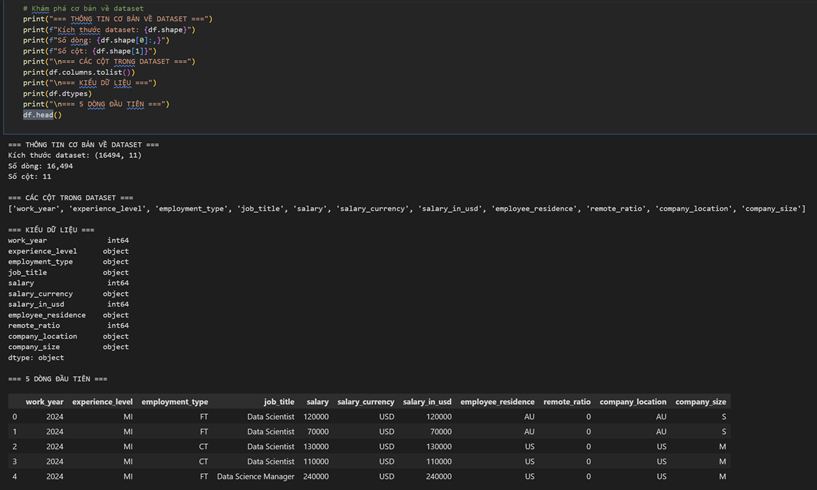 # Khám phá cơ bản về dataset
print("=== THÔNG TIN CƠ BẢN VỀ DATASET ===")
print(f"Kích thước dataset: {df.shape}")
print(f"Số dòng: {df.shape[0]:,}")
print(f"Số cột: {df.shape[1]}")
print("\n=== CÁC CỘT TRONG DATASET ===")
print(df.columns.tolist())
print("\n=== KIỂU DỮ LIỆU ===")
print(df.dtypes)
print("\n=== 5 DÒNG ĐẦU TIÊN ===")
df.head()
=== THÔNG TIN CƠ BẢN VỀ DATASET ===
Kích thước dataset: (16494, 11)
Số dòng: 16,494
Số cột: 11
=== CÁC CỘT TRONG DATASET ===
['work_year', 'experience_level', 'employment_type', 'job_title', 'salary', 'salary_currency', 'salary_in_usd', 'employee_residence', 'remote_ratio', 'company_location', 'company_size']
=== KIỂU DỮ LIỆU ===
work_year int64
experience_level object
employment_type object
job_title object
salary int64
salary_currency object
salary_in_usd int64
employee_residence object
remote_ratio int64
company_location object
company_size object
dtype: object
=== 5 DÒNG ĐẦU TIÊN ===
work_year experience_level employment_type job_title salary salary_currency salary_in_usd employee_residence remote_ratio company_location company_size
0 2024 MI FT Data Scientist 120000 USD 120000 AU 0 AU S
1 2024 MI FT Data Scientist 70000 USD 70000 AU 0 AU S
2 2024 MI CT Data Scientist 130000 USD 130000 US 0 US M
3 2024 MI CT Data Scientist 110000 USD 110000 US 0 US M
4 2024 MI FT Data Science Manager 240000 USD 240000 US 0 US M